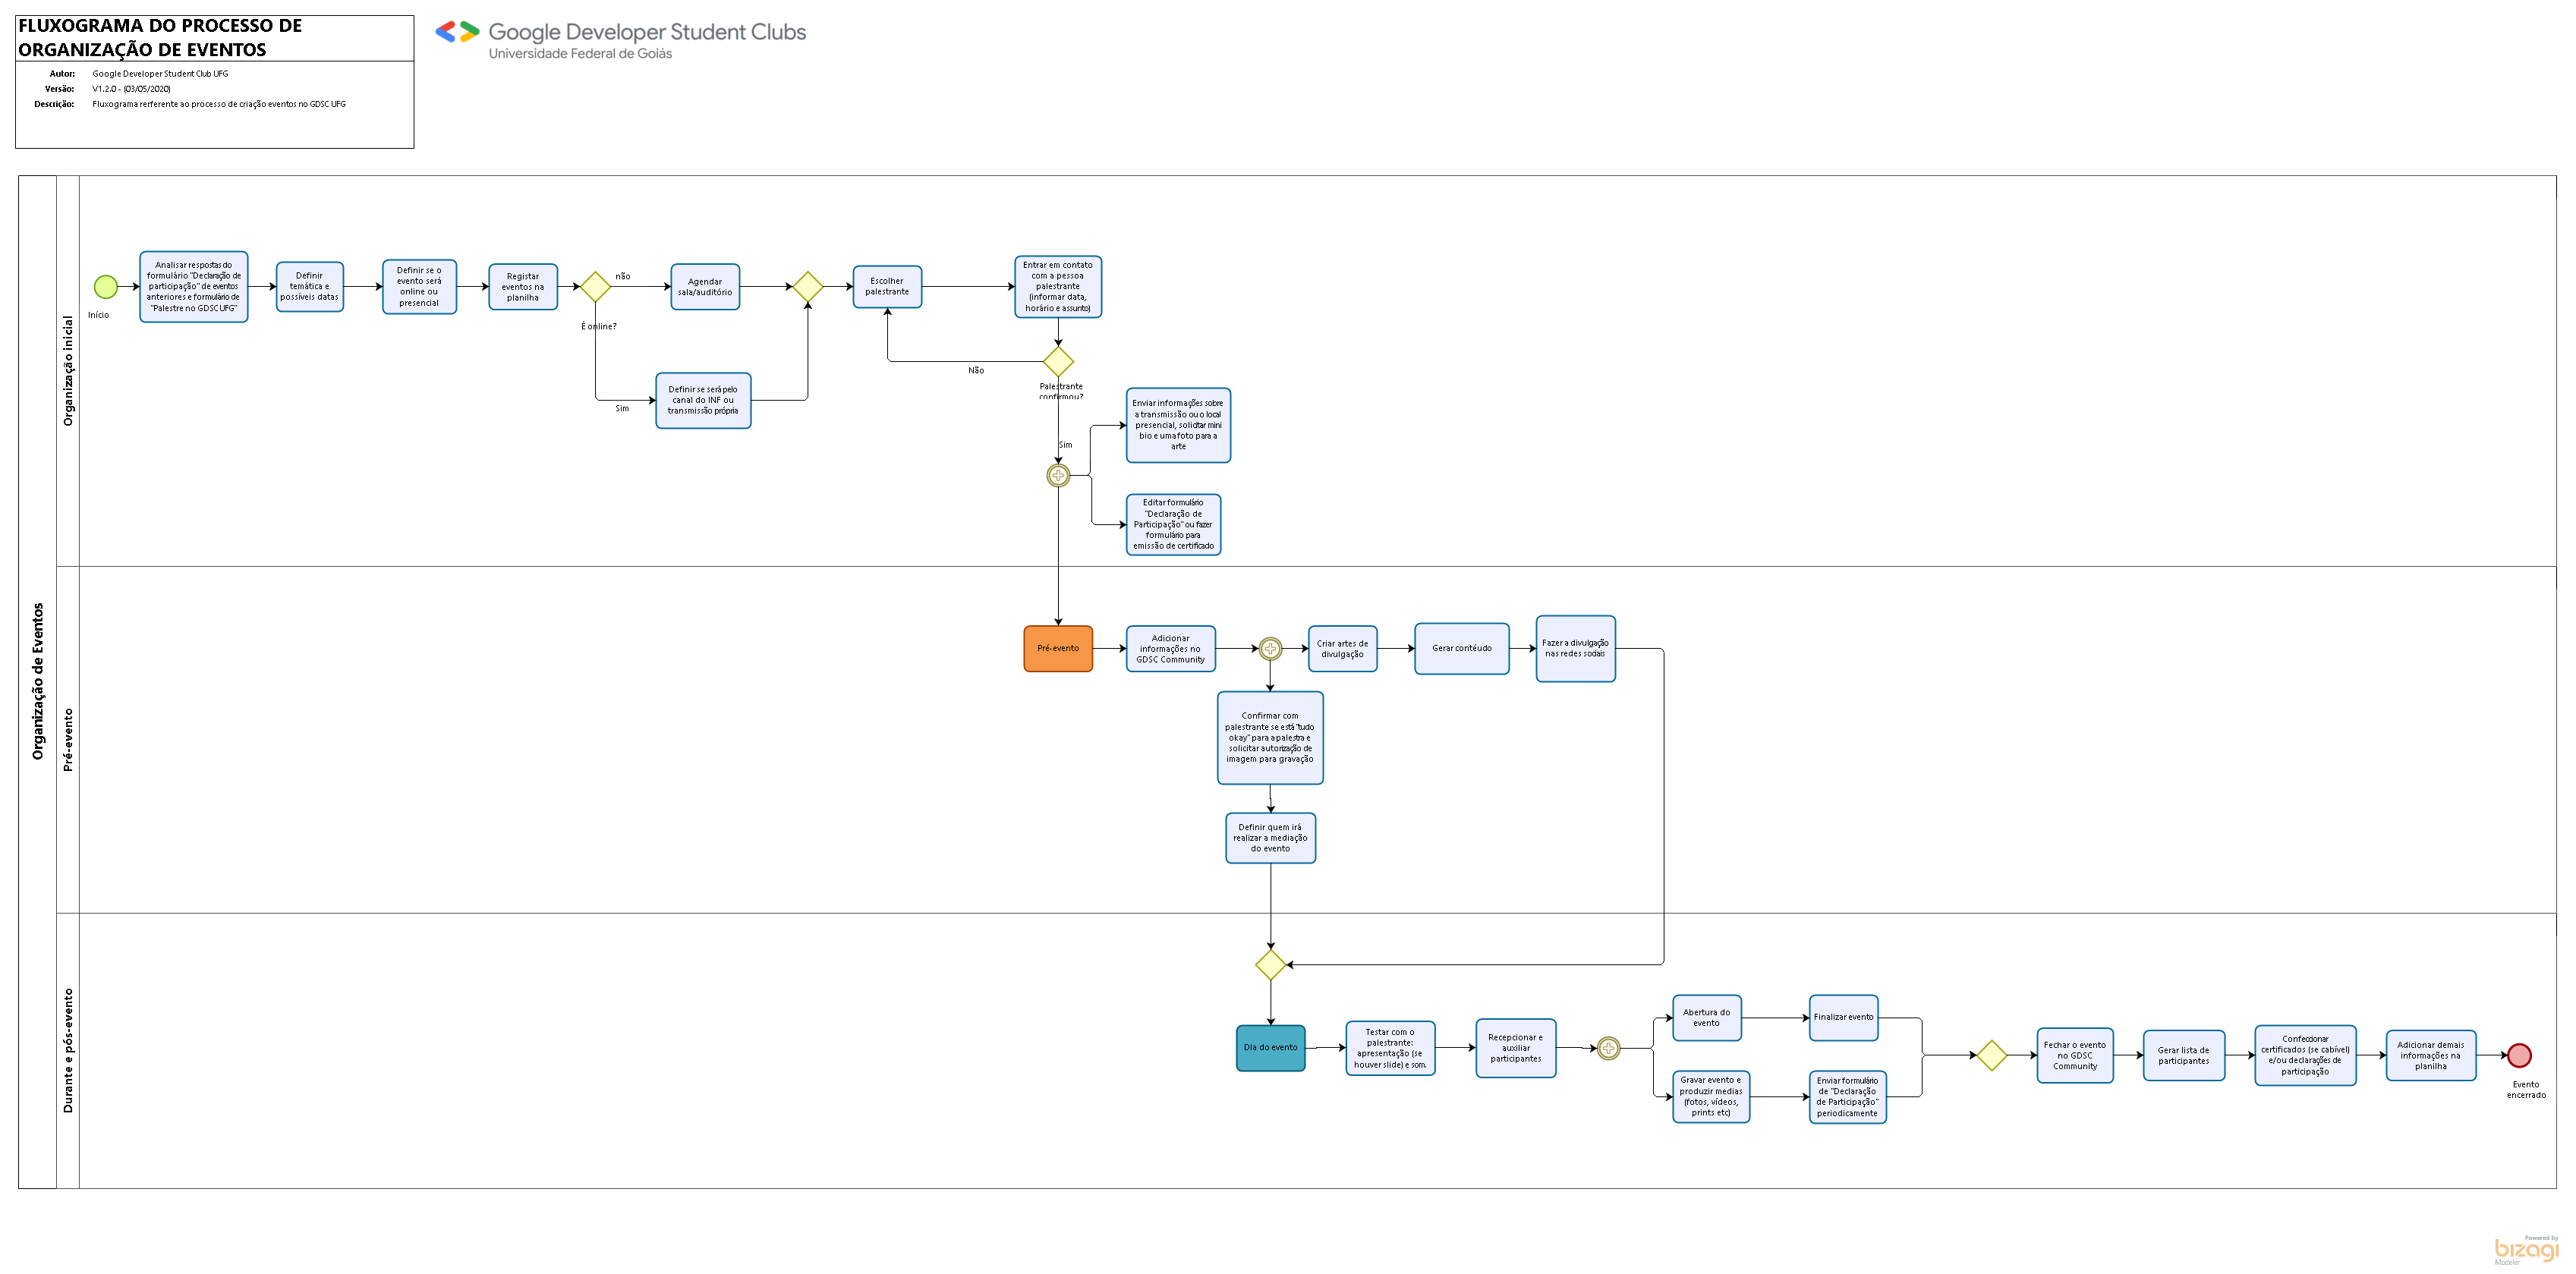 FLUXOGRAMA DO PROCESSO DE
ORGANIZAÇÃO DE EVENTOS
Autor: Google Developer Student Club UFG
Versão: V1.2.0 - (03/05/2020)
Descrição: Fluxograma rerferente ao processo de criação eventos no GDSC UFG
Google Developer Student Clubs
Universidade Federal de Goiás
Organização de Eventos
Organização inicial
Início
Analisar respostas do
formulário "Declaração de
participação" de eventos
anteriores e formulário de
"Palestre no GDSC UFG"
Definir
temática e
possíveis datas
Definir se o
evento será
online ou
presencial
Registar
eventos na
planilha
É online?
não
Agendar
sala/auditório
Sim
Definir se será pelo
canal do INF ou
transmissão própria
Escolher
palestrante
Entrar em contato
com a pessoa
palestrante
(informar data,
horário e assunto)
Não
Palestrante
confirmou?
Sim
Enviar informações sobre
a transmissão ou o local
presencial, solicitar mini
bio e uma foto para a
arte
Editar formulário
"Declaração de
Participação" ou fazer
formulário para
emissão de certificado
Pré-evento
Pré-evento
Adicionar
informações no
GDSC Community
Criar artes de
divulgação
Gerar contéudo
Fazer a divulgação
nas redes sociais
Confirmar com
palestrante se está "tudo
okay" para a palestra e
solicitar autorização de
imagem para gravação
Definir quem irá
realizar a mediação
do evento
Durante e pós-evento
DIa do evento
Testar com o
palestrante:
apresentação (se
houver slide) e som.
Recepcionar e
auxiliar
participantes
Abertura do
evento
Finalizar evento
Gravar evento e
produzir medias
(fotos, vídeos,
prints etc)
Enviar formulário
de "Declaração
de Participação"
periodicamente
Fechar o evento
no GDSC
Community
Gerar lista de
participantes
Confeccionar
certificados (se cabível)
e/ou declarações de
participação
Adicionar demais
informações na
planilha
Evento
encerrado
Powered by
bizagi
Modeler